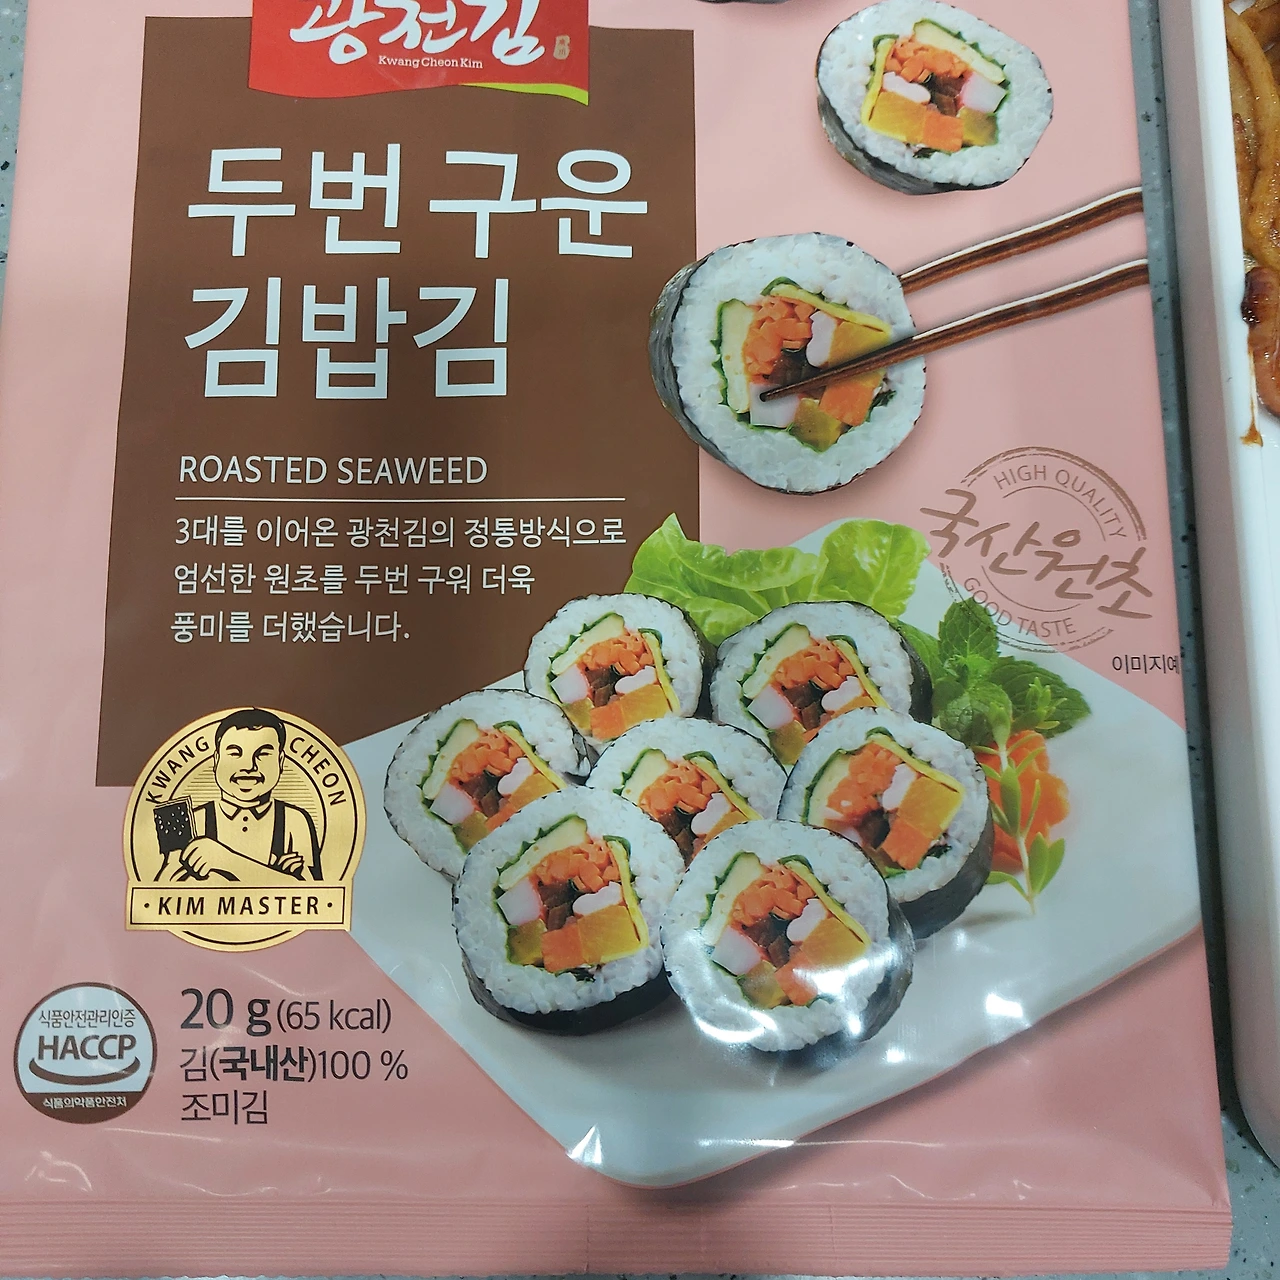 광천김
Kwang Cheon Kim
두번 구운
김밥김
ROASTED SEAWEED
3대를 이어온 광천김의 정통방식으로
엄선한 원초를 두번 구워 더욱
풍미를 더했습니다.
HIGH QUALITY
국산원초
GOOD TASTE
이미지예
KWANG CHEON
· KIM MASTER ·
식품안전관리인증
HACCP
식품의약품안전처
20 g (65 kcal)
김(국내산)100 %
조미김